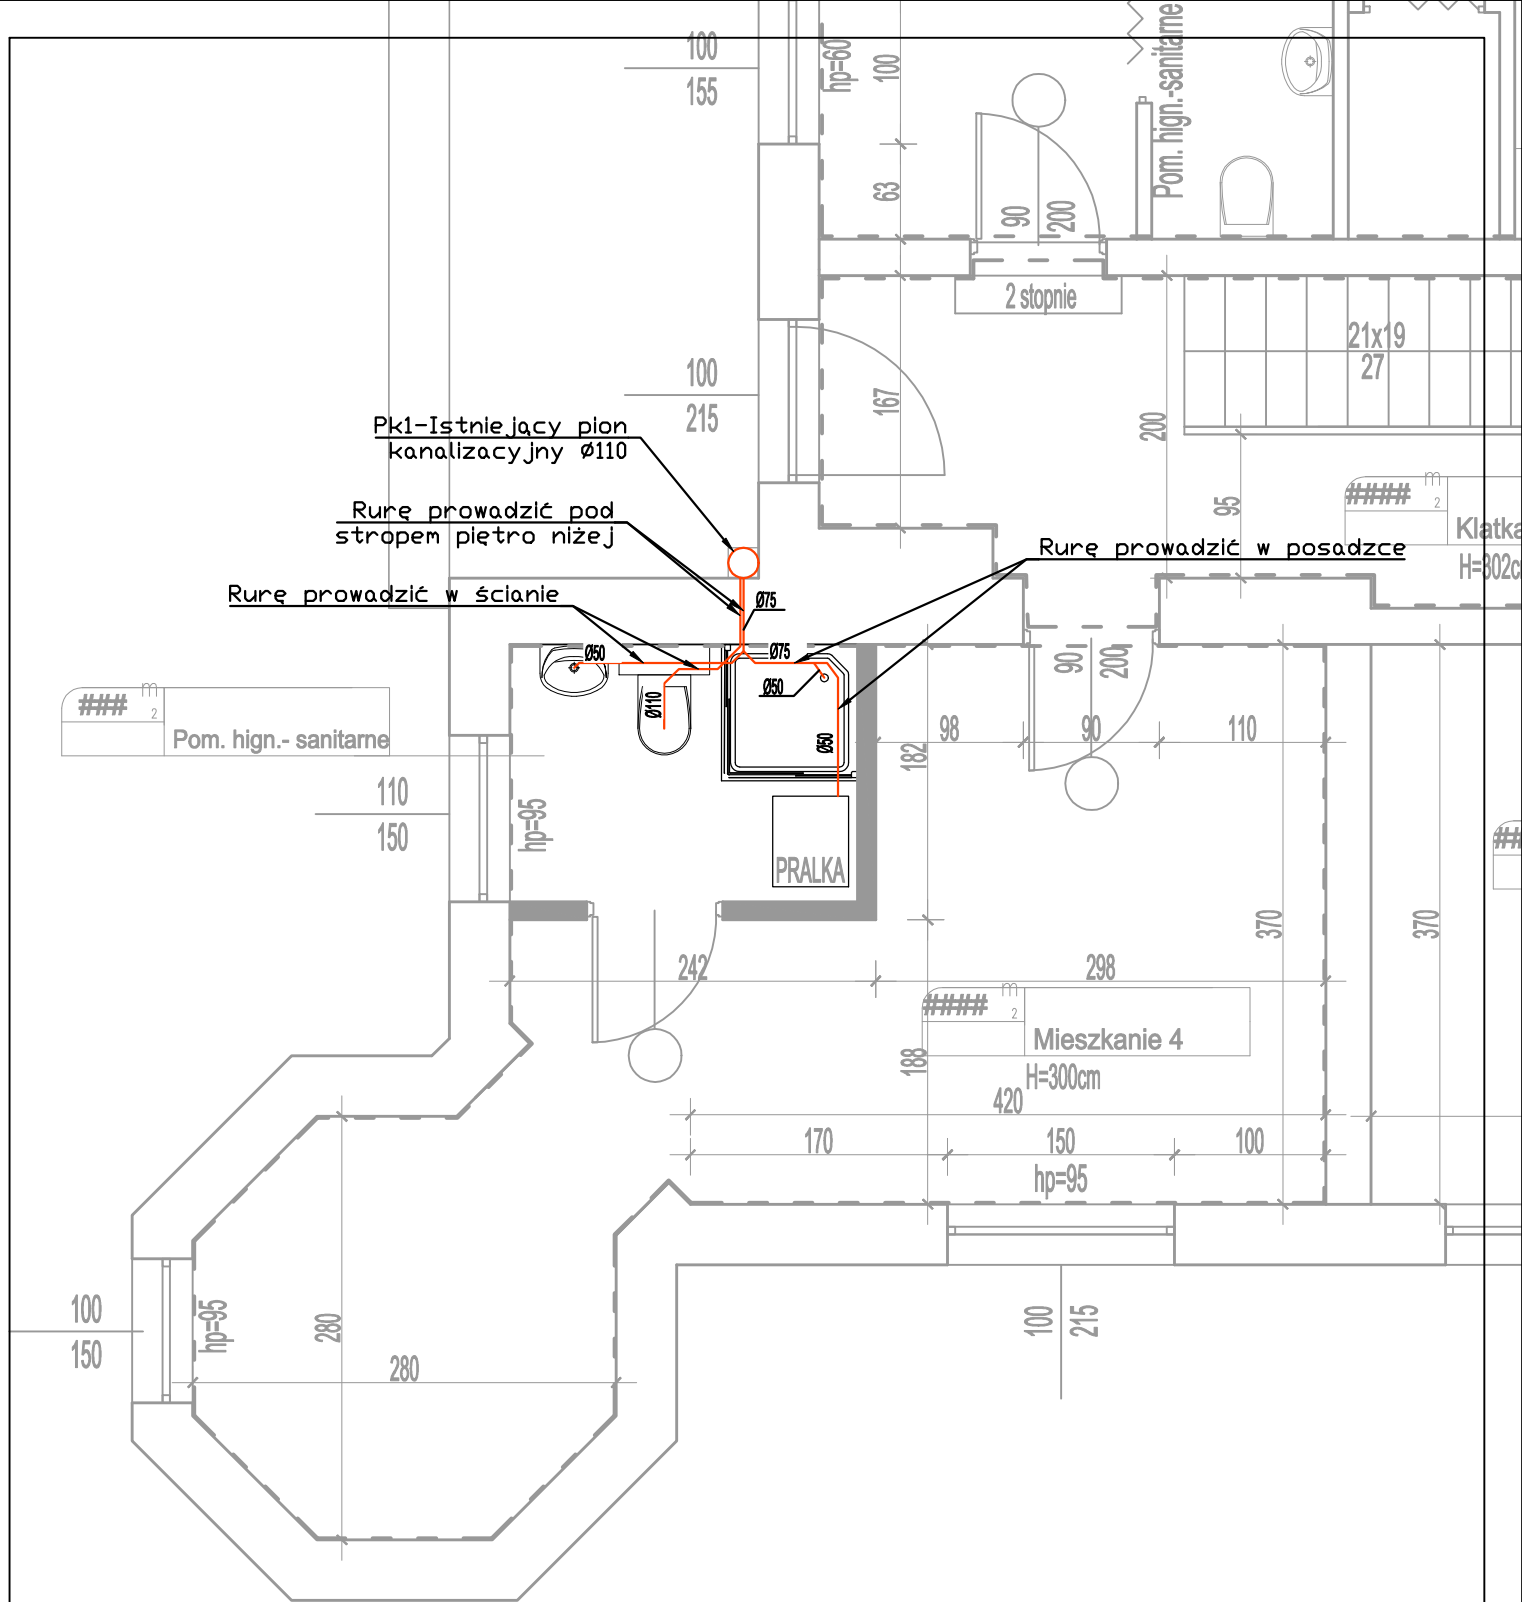 100
155
hp=60
100
63
Pom. hign.-sanitarne
90
200
2 stopnie
21x19
27
100
215
167
200
95
Pk1-Istniejący pion
kanalizacyjny Ø110
Rurę prowadzić pod
stropem piętro niżej
Rurę prowadzić w ścianie
Rurę prowadzić w posadzce
####
m
2
Klatka
H=302c
Ø75
Ø50
Ø75
Ø50
Ø110
Ø50
90
200
###
m
2
Pom. hign.- sanitarne
110
150
hp=95
PRALKA
98
90
110
182
370
370
##
242
298
####
m
2
Mieszkanie 4
H=300cm
188
420
170
150
100
hp=95
100
150
hp=95
280
280
100
215